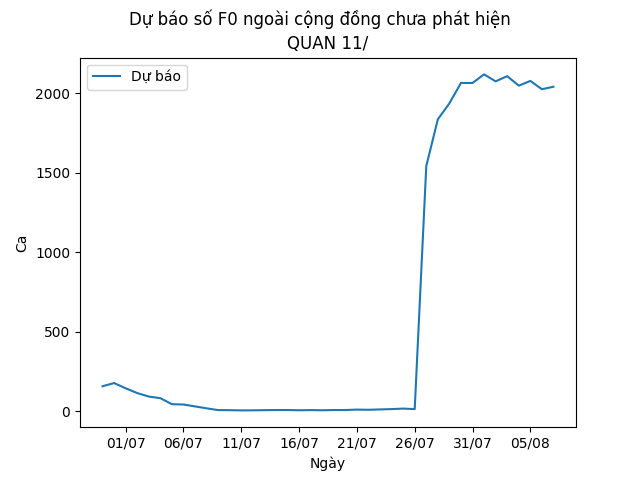 Dự báo số F0 ngoài cộng đồng chưa phát hiện
QUAN 11/
Dự báo
2000
1500
1000
500
0
Ca
01/07 06/07 11/07 16/07 21/07 26/07 31/07 05/08
Ngày